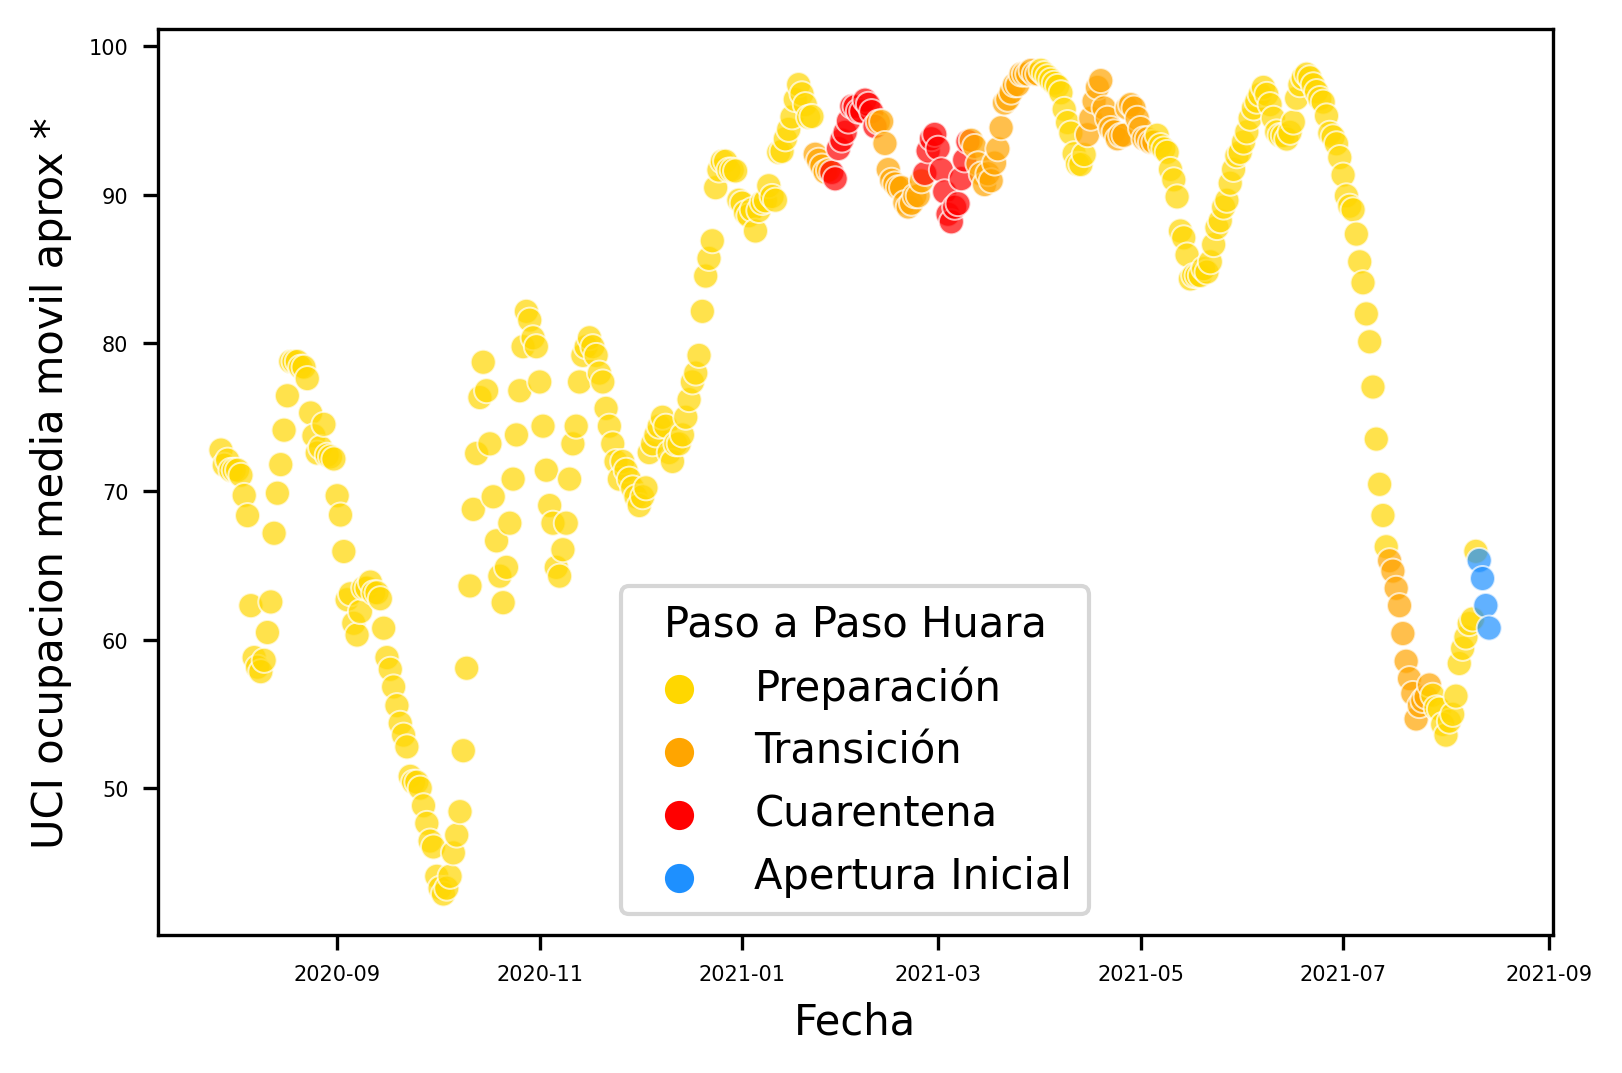 UCI ocupacion media movil aprox *
100
90
80
70
60
50
Paso a Paso Huara
Preparación
Transición
Cuarentena
Apertura Inicial
2020-09
2020-11
2021-01
2021-03
2021-05
2021-07
2021-09
Fecha